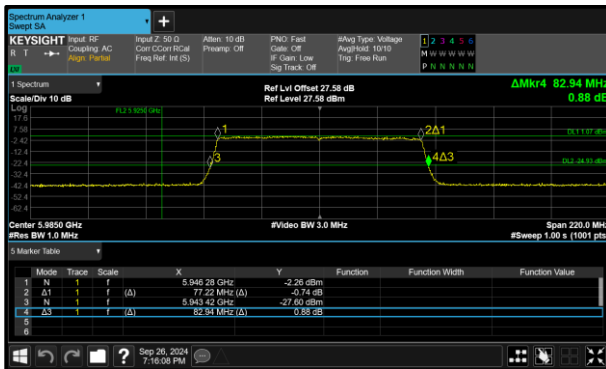 Spectrum Analyzer 1
Swept SA
KEYSIGHT Input: RF Input Z: 50 Ω Atten: 10 dB PNO: Fast #Avg Type: Voltage 1 2 3 4 5 6
R T Coupling: AC Corr CCorr RCal Preamp: Off Gate: Off Avg|Hold: 10/10 M W W W W W
Align: Partial Freq Ref: Int (S) IF Gain: Low Trig: Free Run
Sig Track: Off P N N N N N
1 Spectrum Ref Lvl Offset 27.58 dB ΔMkr4 82.94 MHz
Scale/Div 10 dB Ref Level 27.58 dBm 0.88 dB
Log
17.6 FL2 5.9250 GHz
7.58 1 2Δ1 DL1 1.07 dBm
-2.42
-12.4
-22.4 3 4Δ3 DL2 -24.93 dBm
-32.4
-42.4
-52.4
-62.4
Center 5.9850 GHz #Video BW 3.0 MHz Span 220.0 MHz
#Res BW 1.0 MHz #Sweep 1.00 s (1001 pts)
5 Marker Table
Mode Trace Scale X Y Function Function Width Function Value
1 N 1 f 5.946 28 GHz -2.26 dBm
2 Δ1 1 f (Δ) 77.22 MHz (Δ) -0.74 dB
3 N 1 f 5.943 42 GHz -27.60 dBm
4 Δ3 1 f (Δ) 82.94 MHz (Δ) 0.88 dB
5
6
? Sep 26, 2024
7:16:08 PM